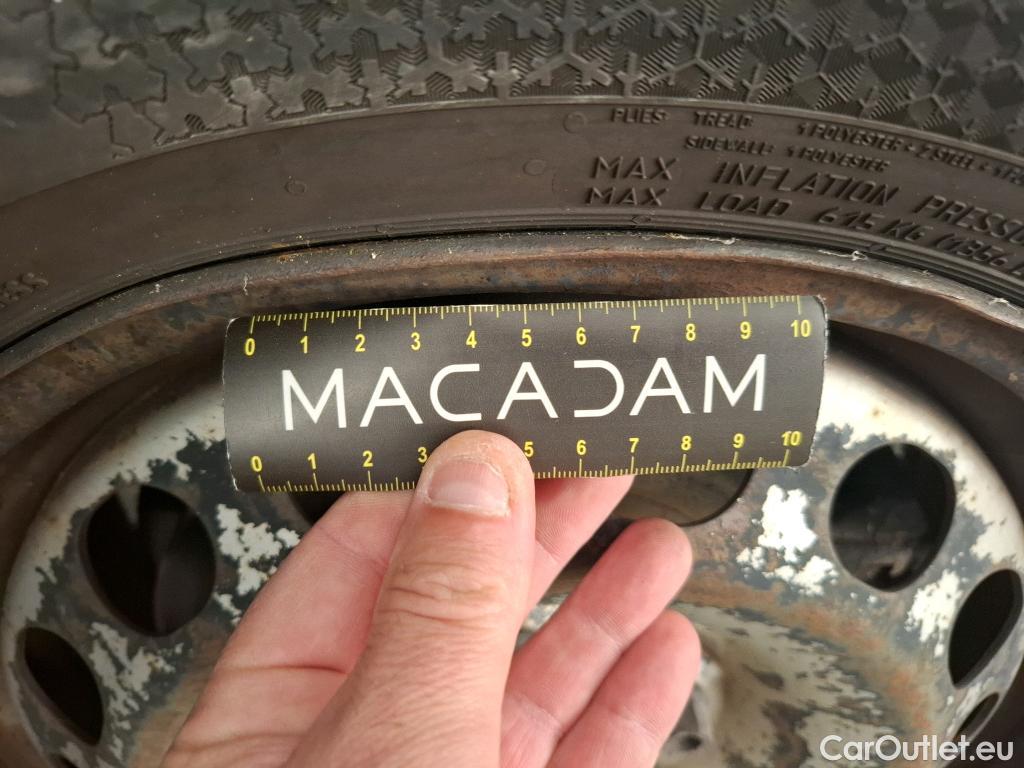 PLIES TREAD 1 POLYESTER + 2 STEEL +
SIDEWALL 1 POLYESTER
MAX INFLATION PRESSU
MAX LOAD 615 KG (1356
0 1 2 3 4 5 6 7 8 9 10
MACADAM
0 1 2 3 5 6 7 8 9 10
CarOutlet.eu